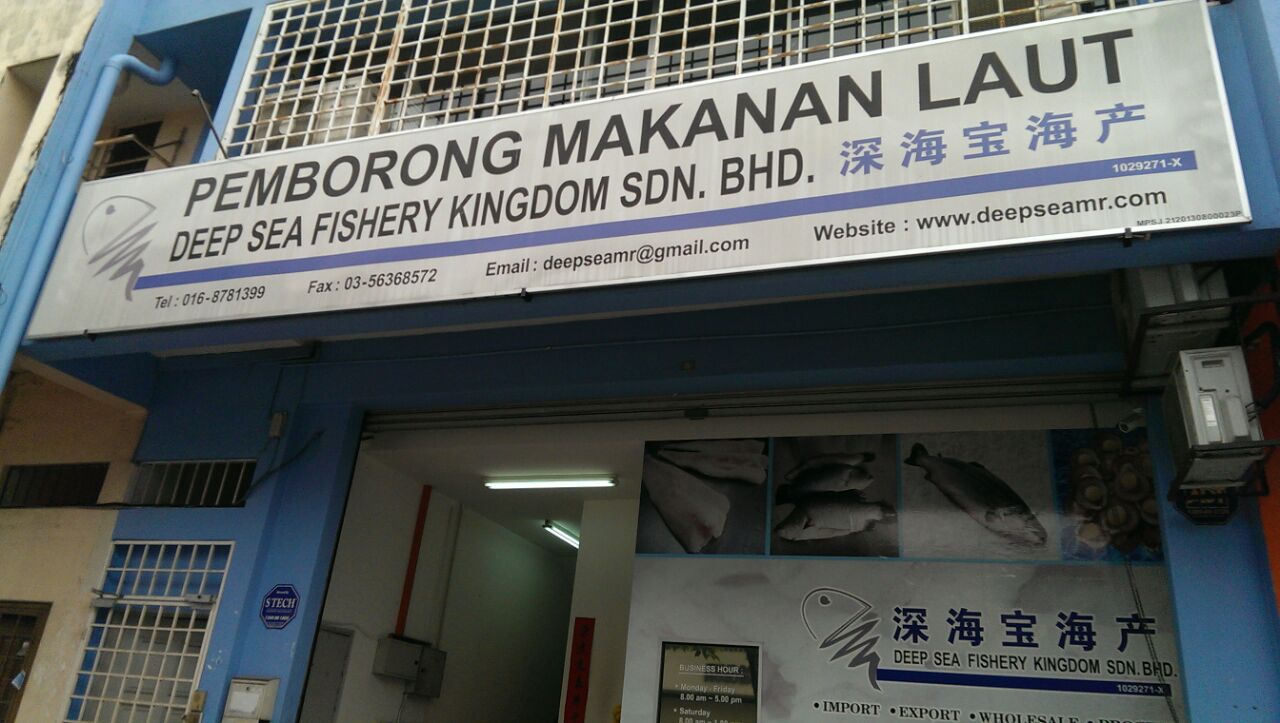 PEMBORONG MAKANAN LAUT
DEEP SEA FISHERY KINGDOM SDN. BHD. 深海宝海产
1029271-X
Tel : 016-8781399 Fax : 03-56368572 Email : deepseamr@gmail.com Website : www.deepseamr.com
MPSJ 2120130800023P
STECH
深海宝海产
DEEP SEA FISHERY KINGDOM SDN. BHD.
1029271-X
BUSINESS HOUR :
• Monday - Friday
8.00 am ~ 5.00 pm
• Saturday
• IMPORT • EXPORT • WHOLESALE